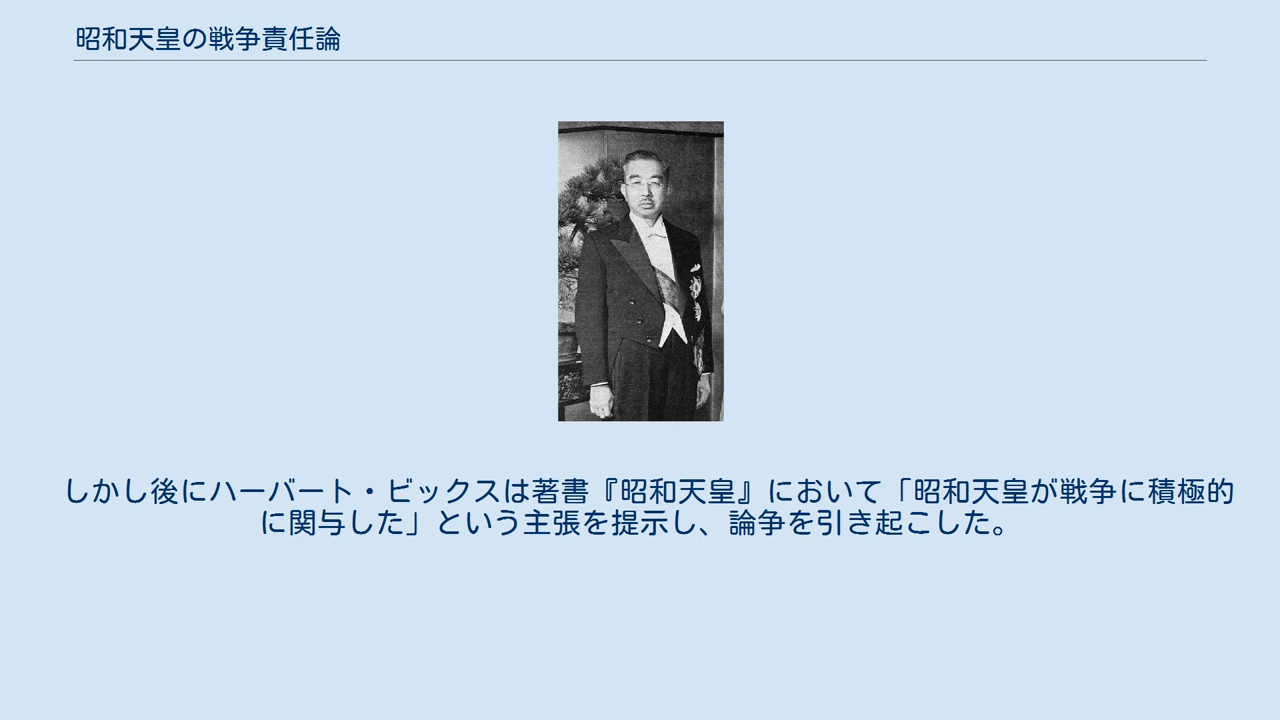 昭和天皇の戦争責任論
しかし後にハーバート・ビックスは著書『昭和天皇』において「昭和天皇が戦争に積極的
に関与した」という主張を提示し、論争を引き起こした。